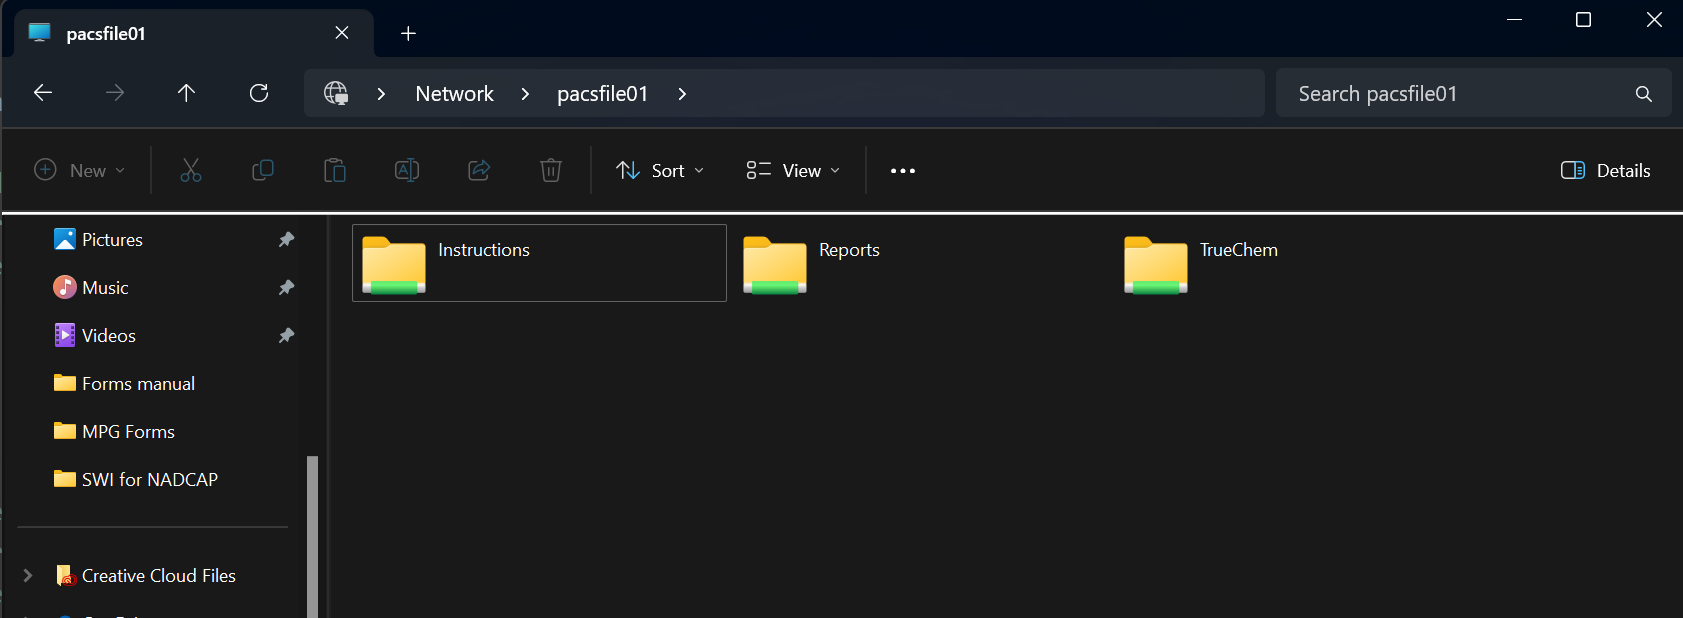 pacsfile01
Network
pacsfile01
Search pacsfile01
New
Sort
View
Details
Pictures
Music
Videos
Forms manual
MPG Forms
SWI for NADCAP
Creative Cloud Files
Instructions
Reports
TrueChem